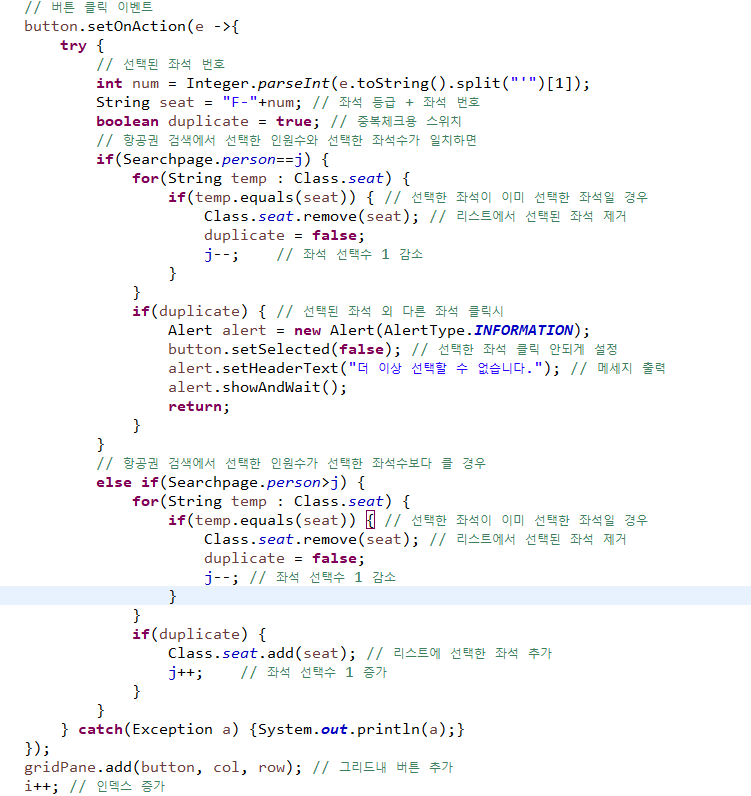 // 버튼 클릭 이벤트
button.setOnAction(e ->{
try {
// 선택된 좌석 번호
int num = Integer.parseInt(e.toString().split("'")[1]);
String seat = "F-"+num; // 좌석 등급 + 좌석 번호
boolean duplicate = true; // 중복체크용 스위치
// 항공권 검색에서 선택한 인원수와 선택한 좌석수가 일치하면
if(Searchpage.person==j) {
for(String temp : Class.seat) {
if(temp.equals(seat)) { // 선택한 좌석이 이미 선택한 좌석일 경우
Class.seat.remove(seat); // 리스트에서 선택된 좌석 제거
duplicate = false;
j--; // 좌석 선택수 1 감소
}
}
if(duplicate) { // 선택된 좌석 외 다른 좌석 클릭시
Alert alert = new Alert(AlertType.INFORMATION);
button.setSelected(false); // 선택한 좌석 클릭 안되게 설정
alert.setHeaderText("더 이상 선택할 수 없습니다."); // 메세지 출력
alert.showAndWait();
return;
}
}
// 항공권 검색에서 선택한 인원수가 선택한 좌석수보다 클 경우
else if(Searchpage.person>j) {
for(String temp : Class.seat) {
if(temp.equals(seat)) { // 선택한 좌석이 이미 선택한 좌석일 경우
Class.seat.remove(seat); // 리스트에서 선택된 좌석 제거
duplicate = false;
j--; // 좌석 선택수 1 감소
}
}
if(duplicate) {
Class.seat.add(seat); // 리스트에 선택한 좌석 추가
j++; // 좌석 선택수 1 증가
}
}
} catch(Exception a) {System.out.println(a);}
});
gridPane.add(button, col, row); // 그리드내 버튼 추가
i++; // 인덱스 증가